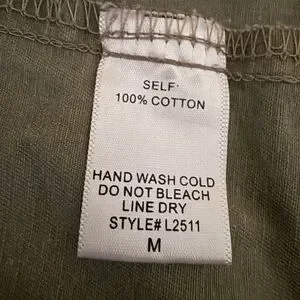 SELF:
100% COTTON
HAND WASH COLD
DO NOT BLEACH
LINE DRY
STYLE# L2511
M